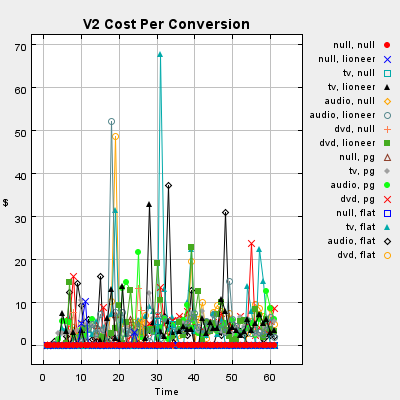 V2 Cost Per Conversion
70
60
50
40
30
20
10
0
$
0 10 20 30 40 50 60
Time
null, null
null, lioneer
tv, null
tv, lioneer
audio, null
audio, lioneer
dvd, null
dvd, lioneer
null, pg
tv, pg
audio, pg
dvd, pg
null, flat
tv, flat
audio, flat
dvd, flat